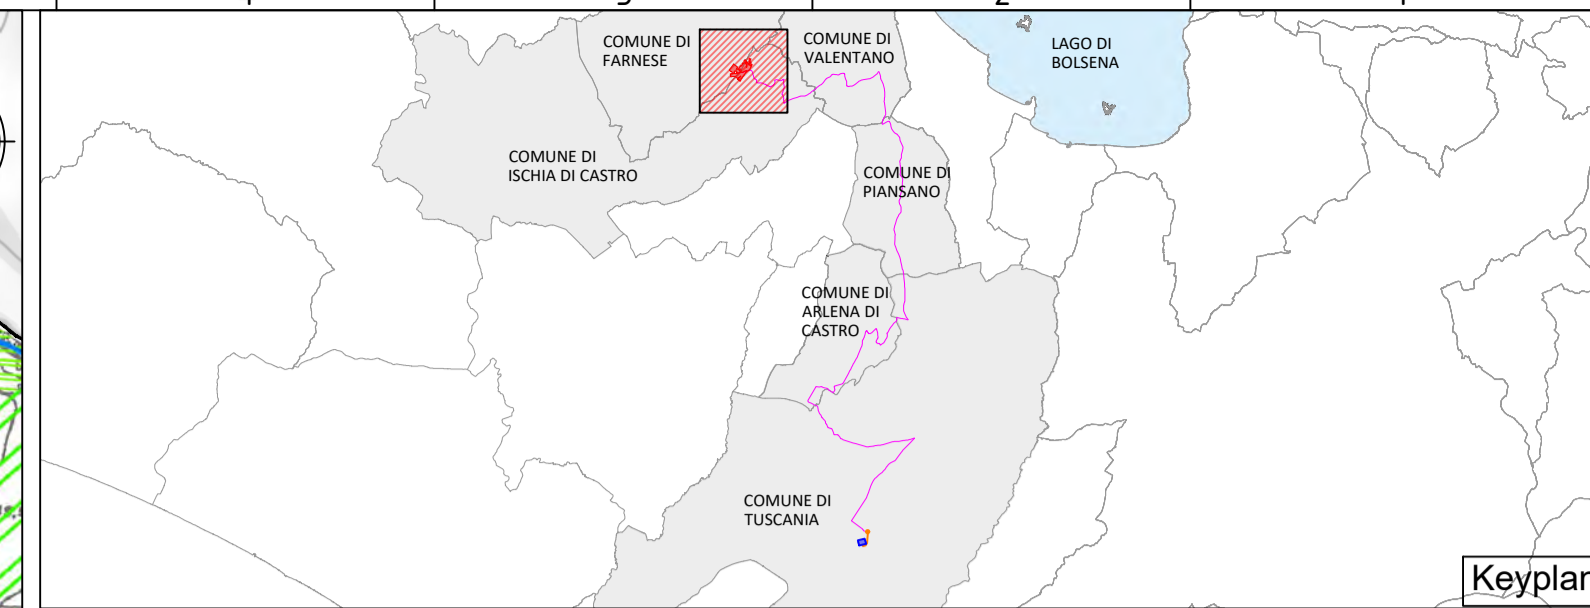 COMUNE DI
FARNESE
COMUNE DI
VALENTANO
LAGO DI
BOLSENA
COMUNE DI
ISCHIA DI CASTRO
COMUNE DI
PIANSANO
COMUNE DI
ARLENA DI
CASTRO
COMUNE DI
TUSCANIA